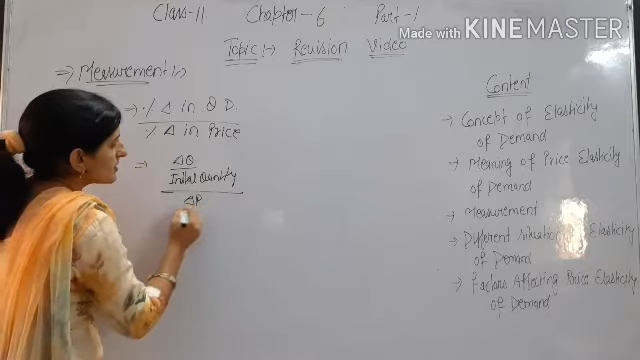 Class-11 Chapter-6 Part-1
Made with KINEMASTER
Topic:→ Revision Video
⇒ Measurement:→
→ % Δ in Q D.
% Δ in Price
⇒ ΔQ
Initial Quantity
ΔP
Content
→ Concept of Elasticity
of Demand
→ Meaning of Price Elasticity
of Demand
→ Measurement
→ Different Situation Elasticity
of Demand
→ Factors Affecting Price Elasticity
of Demand